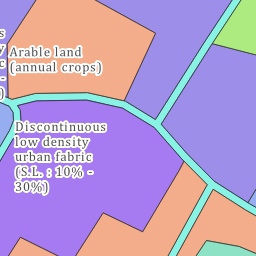 Arable land
(annual crops)
Discontinuous
low density
urban fabric
(S.L. : 10% -
30%)